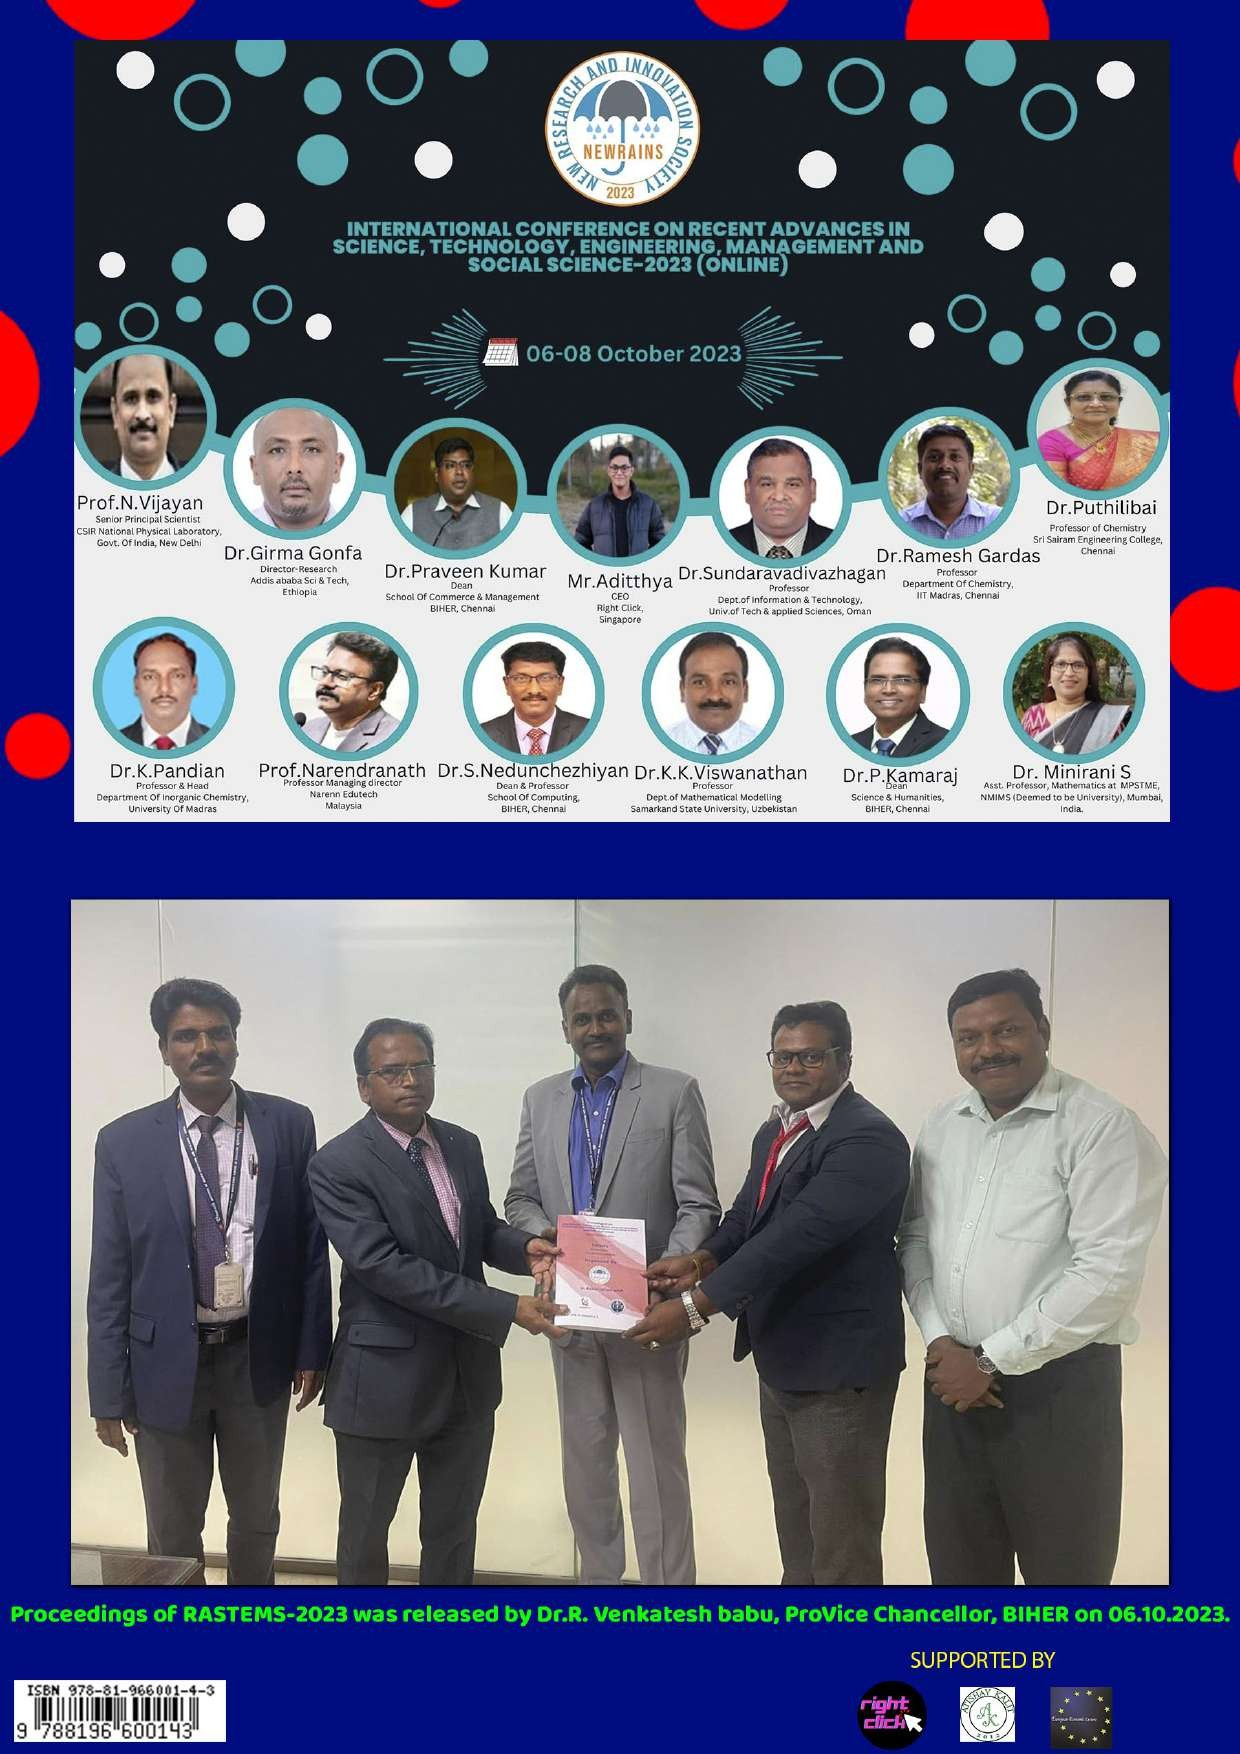 NEW RESEARCH AND INNOVATION SOCIETY
NEWRAINS
2023
INTERNATIONAL CONFERENCE ON RECENT ADVANCES IN
SCIENCE, TECHNOLOGY, ENGINEERING, MANAGEMENT AND
SOCIAL SCIENCE-2023 (ONLINE)
06-08 October 2023
Prof.N.Vijayan
Senior Principal Scientist
CSIR National Physical Laboratory,
Govt. Of India, New Delhi
Dr.Girma Gonfa
Director-Research
Addis ababa Sci & Tech,
Ethiopia
Dr.Praveen Kumar
Dean
School Of Commerce & Management
BIHER, Chennai
Mr.Aditthya
CEO
Right Click,
Singapore
Dr.Sundaravadivazhagan
Professor
Dept.of Information & Technology,
Univ.of Tech & applied Sciences, Oman
Dr.Ramesh Gardas
Professor
Department Of Chemistry,
IIT Madras, Chennai
Dr.Puthilibai
Professor of Chemistry
Sri Sairam Engineering College,
Chennai
Dr.K.Pandian
Professor & Head
Department Of Inorganic Chemistry,
University Of Madras
Prof.Narendranath
Professor Managing director
Narenn Edutech
Malaysia
Dr.S.Nedunchezhiyan
Dean & Professor
School Of Computing,
BIHER, Chennai
Dr.K.K.Viswanathan
Professor
Dept.of Mathematical Modelling
Samarkand State University, Uzbekistan
Dr.P.Kamaraj
Dean
Science & Humanities,
BIHER, Chennai
Dr. Minirani S
Asst. Professor, Mathematics at MPSTME,
NMIMS (Deemed to be University), Mumbai,
India.
Proceedings of RASTEMS-2023 was released by Dr.R. Venkatesh babu, ProVice Chancellor, BIHER on 06.10.2023.
SUPPORTED BY
ISBN 978-81-966001-4-3
9 788196 600143
right
click
AK
2012